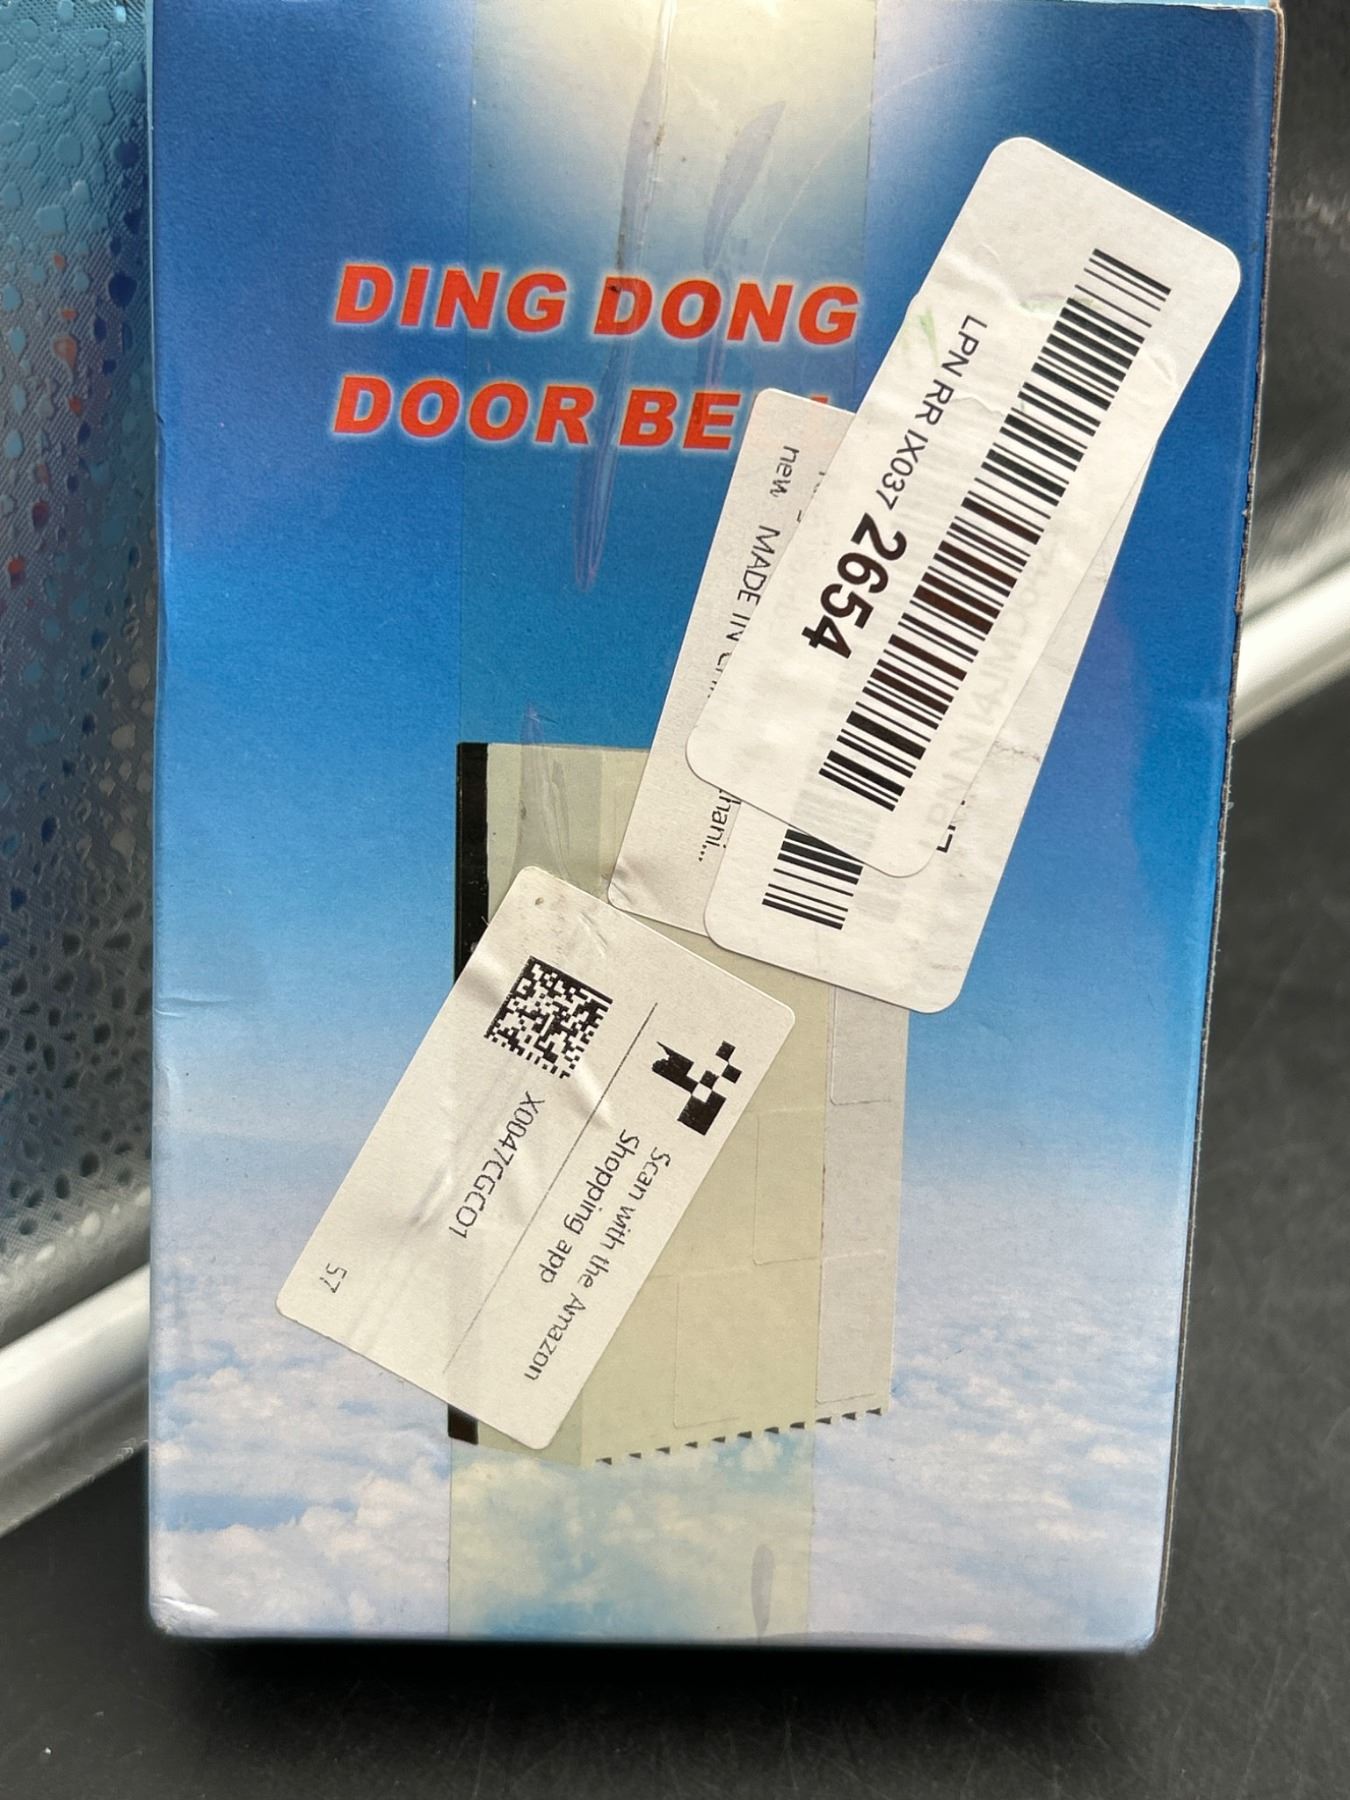 DING DONG
DOOR BE
LPN RR IX037 2654
new MADE IN
hani...
Scan with the Amazon
Shopping app
X0047CGCD1
57